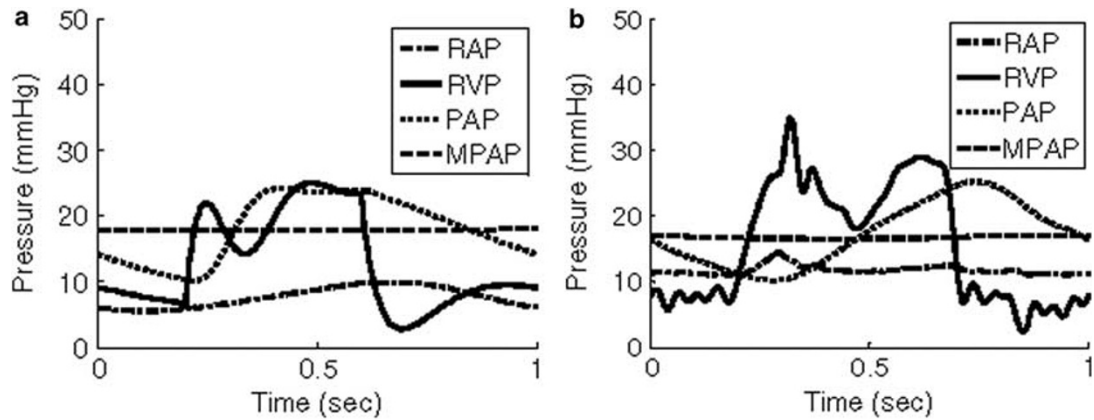 a
50
40
30
20
10
0
Pressure (mmHg)
0
0.5
1
Time (sec)
RAP
RVP
PAP
MPAP
b
50
40
30
20
10
0
Pressure (mmHg)
0
0.5
1
Time (sec)
RAP
RVP
PAP
MPAP